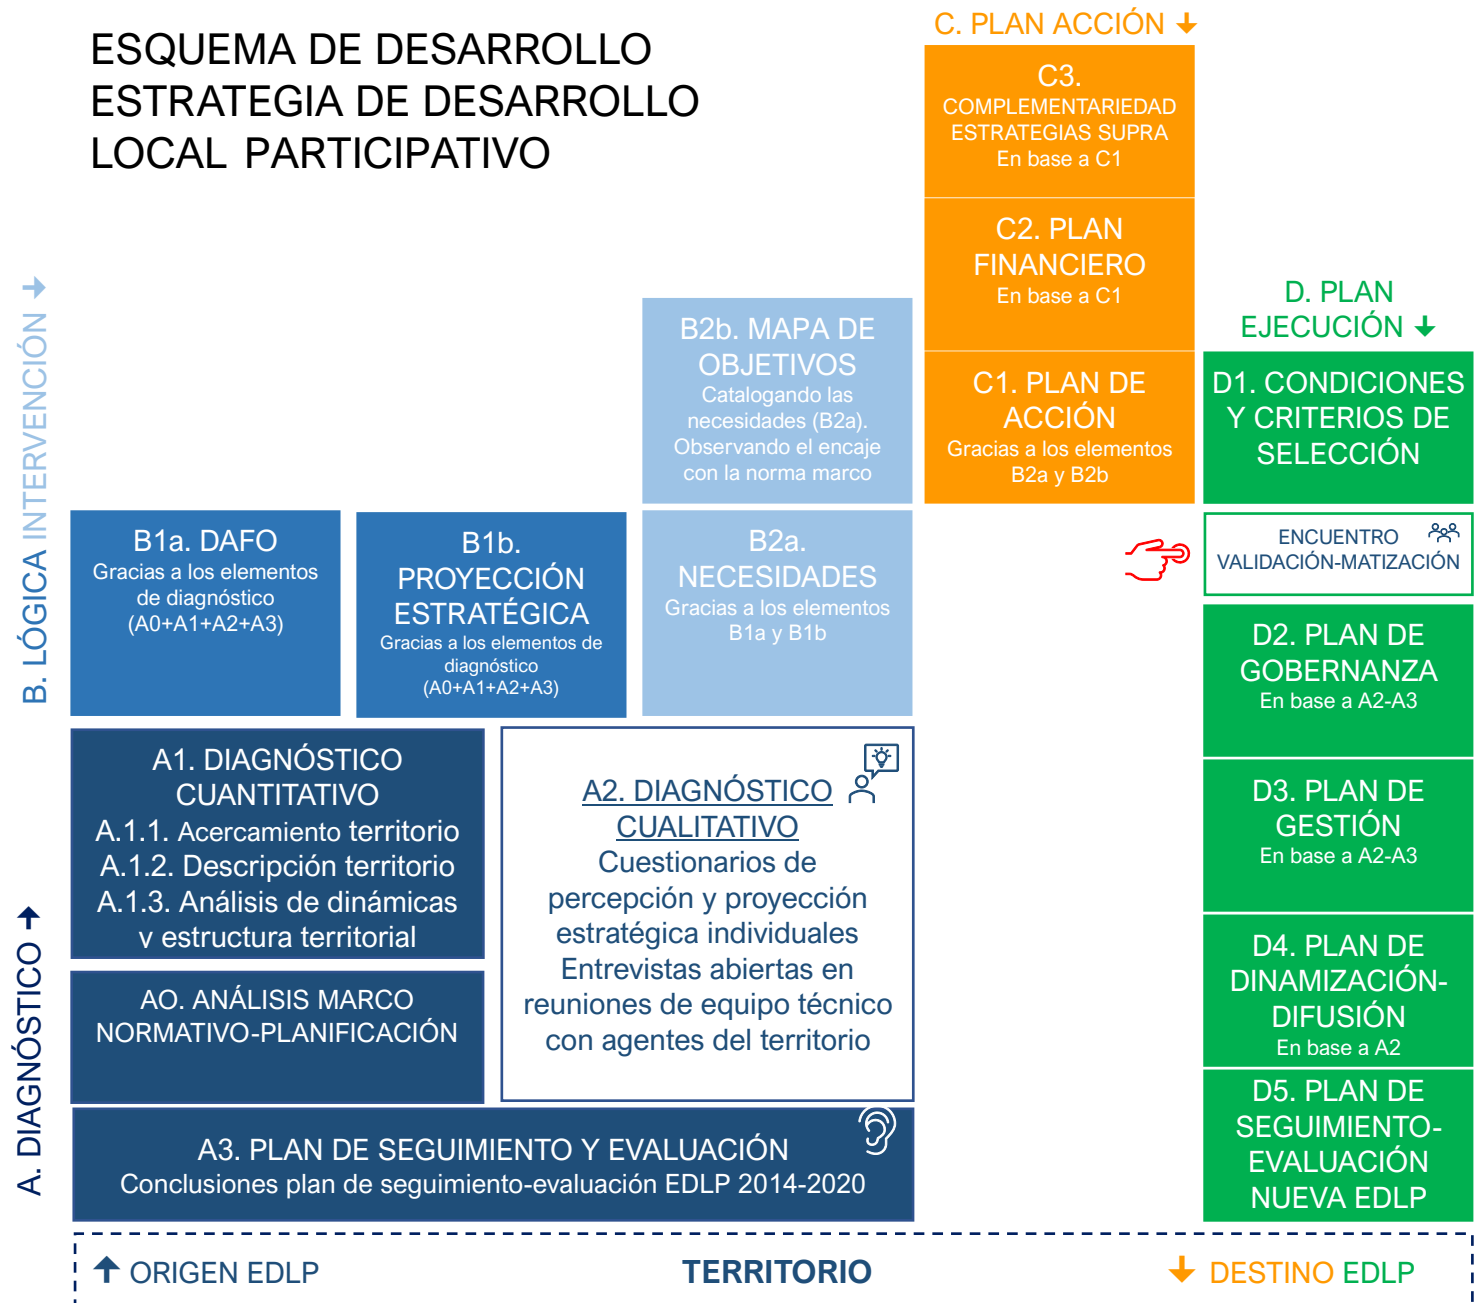 ESQUEMA DE DESARROLLO
ESTRATEGIA DE DESARROLLO
LOCAL PARTICIPATIVO
C. PLAN ACCIÓN
C3.
COMPLEMENTARIEDAD
ESTRATEGIAS SUPRA
En base a C1
C2. PLAN
FINANCIERO
En base a C1
C1. PLAN DE
ACCIÓN
Gracias a los elementos
B2a y B2b
D. PLAN
EJECUCIÓN
D1. CONDICIONES
Y CRITERIOS DE
SELECCIÓN
ENCUENTRO
VALIDACIÓN-MATIZACIÓN
D2. PLAN DE
GOBERNANZA
En base a A2-A3
D3. PLAN DE
GESTIÓN
En base a A2-A3
D4. PLAN DE
DINAMIZACIÓN-
DIFUSIÓN
En base a A2
D5. PLAN DE
SEGUIMIENTO-
EVALUACIÓN
NUEVA EDLP
B. LÓGICA INTERVENCIÓN
B2b. MAPA DE
OBJETIVOS
Catalogando las
necesidades (B2a).
Observando el encaje
con la norma marco
B1a. DAFO
Gracias a los elementos
de diagnóstico
(A0+A1+A2+A3)
B1b.
PROYECCIÓN
ESTRATÉGICA
Gracias a los elementos de
diagnóstico
(A0+A1+A2+A3)
B2a.
NECESIDADES
Gracias a los elementos
B1a y B1b
A. DIAGNÓSTICO
A1. DIAGNÓSTICO
CUANTITATIVO
A.1.1. Acercamiento territorio
A.1.2. Descripción territorio
A.1.3. Análisis de dinámicas
y estructura territorial
AO. ANÁLISIS MARCO
NORMATIVO-PLANIFICACIÓN
A2. DIAGNÓSTICO
CUALITATIVO
Cuestionarios de
percepción y proyección
estratégica individuales
Entrevistas abiertas en
reuniones de equipo técnico
con agentes del territorio
A3. PLAN DE SEGUIMIENTO Y EVALUACIÓN
Conclusiones plan de seguimiento-evaluación EDLP 2014-2020
ORIGEN EDLP
TERRITORIO
DESTINO EDLP